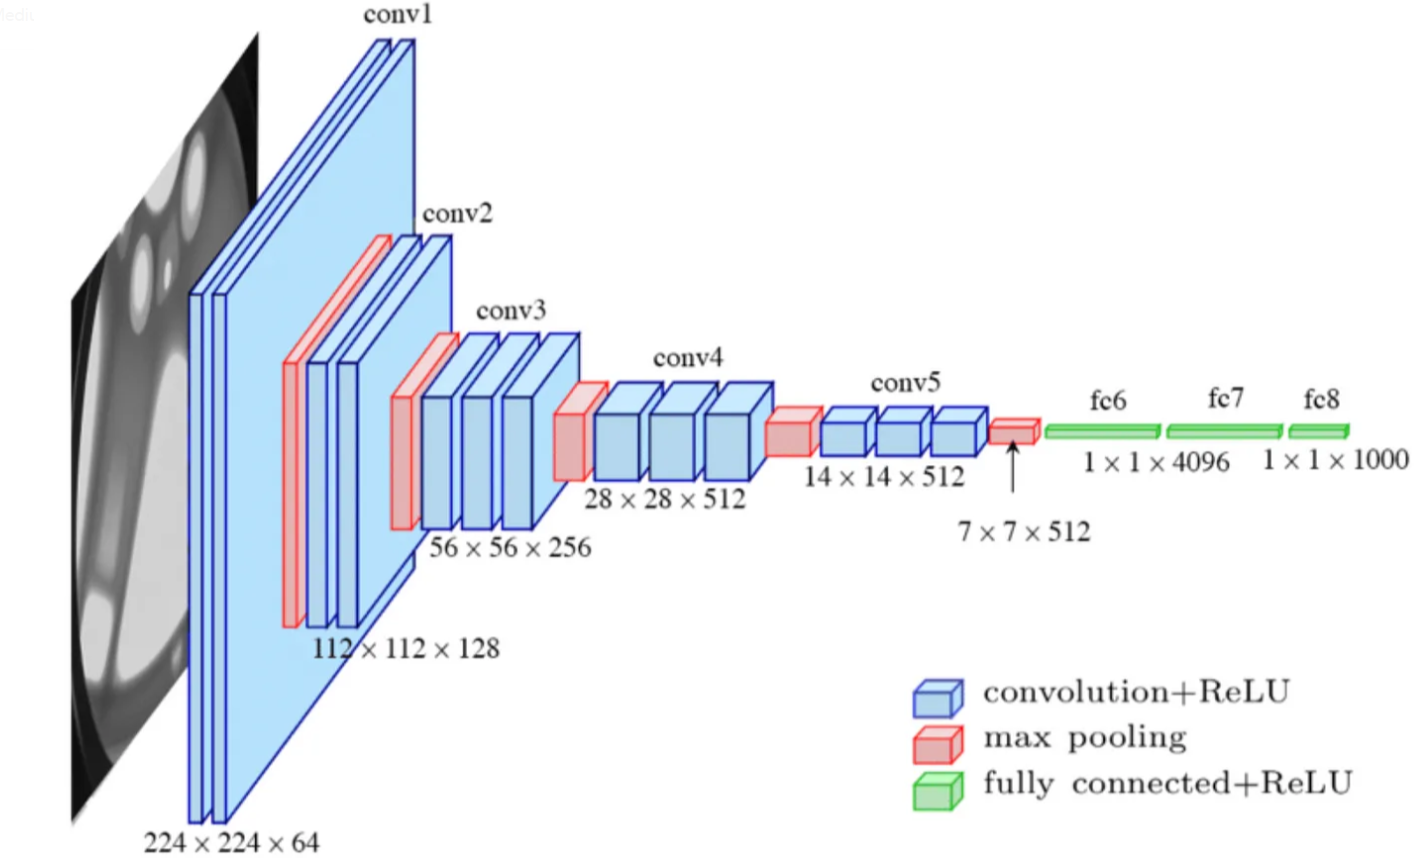 conv1
conv2
conv3
conv4
conv5
fc6
fc7
fc8
224 × 224 × 64
112 × 112 × 128
56 × 56 × 256
28 × 28 × 512
14 × 14 × 512
7 × 7 × 512
1 × 1 × 4096
1 × 1 × 1000
convolution+ReLU
max pooling
fully connected+ReLU